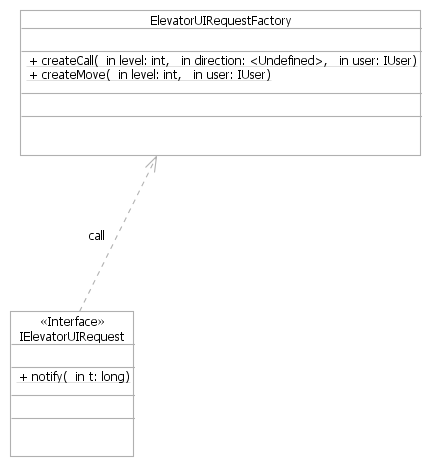 ElevatorUIRequestFactory
+ createCall( in level: int, in direction: <Undefined>, in user: IUser)
+ createMove( in level: int, in user: IUser)
call
«Interface»
IElevatorUIRequest
+ notify( in t: long)